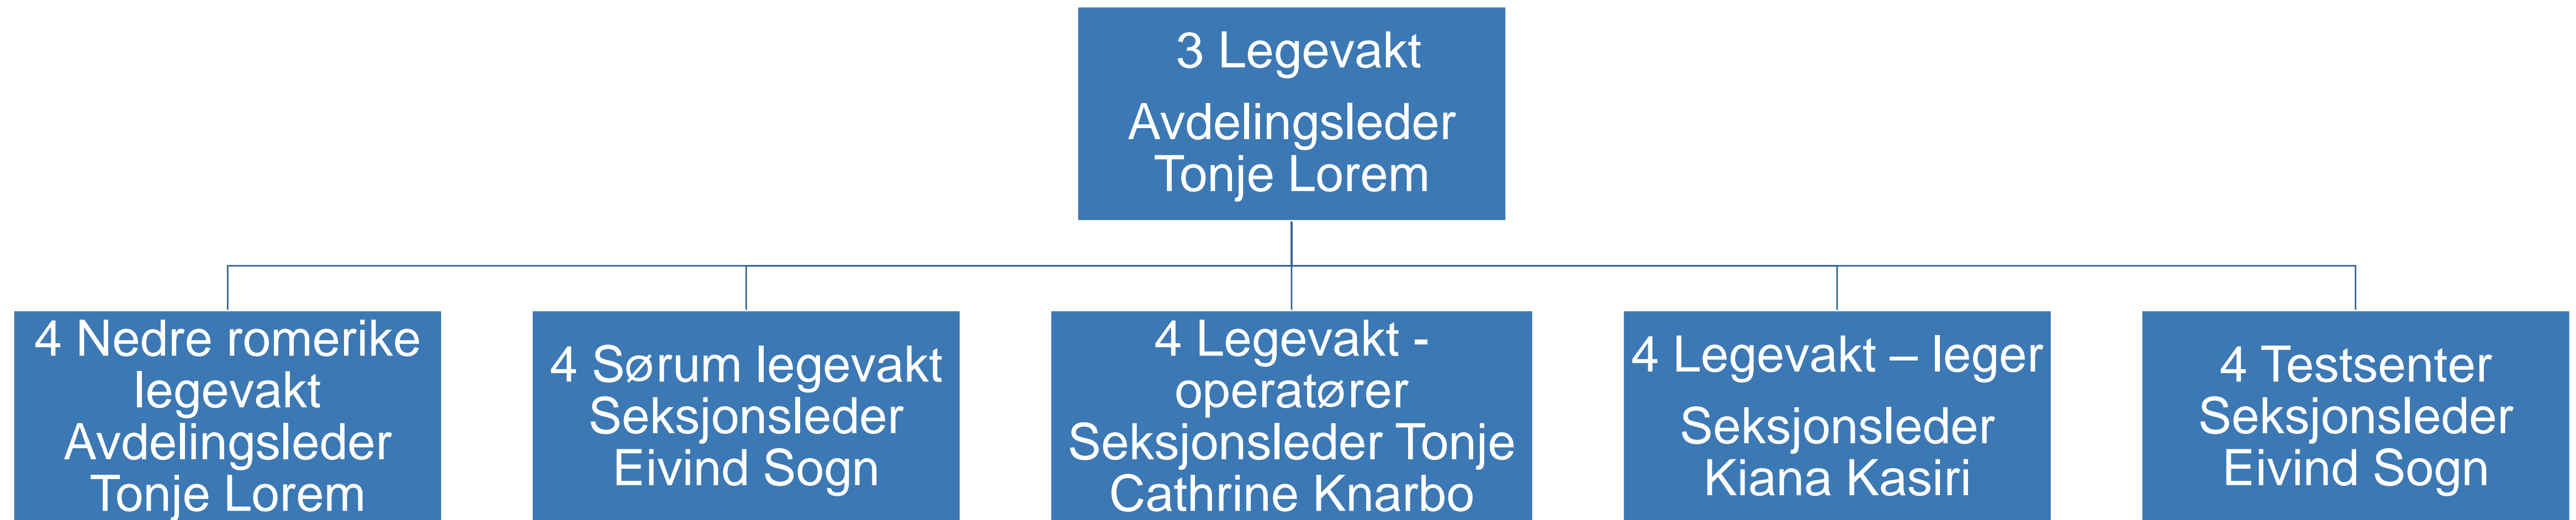 3 Legevakt
Avdelingsleder
Tonje Lorem
4 Nedre romerike
legevakt
Avdelingsleder
Tonje Lorem
4 Sørum legevakt
Seksjonsleder
Eivind Sogn
4 Legevakt -
operatører
Seksjonsleder Tonje
Cathrine Knarbo
4 Legevakt – leger
Seksjonsleder
Kiana Kasiri
4 Testsenter
Seksjonsleder
Eivind Sogn